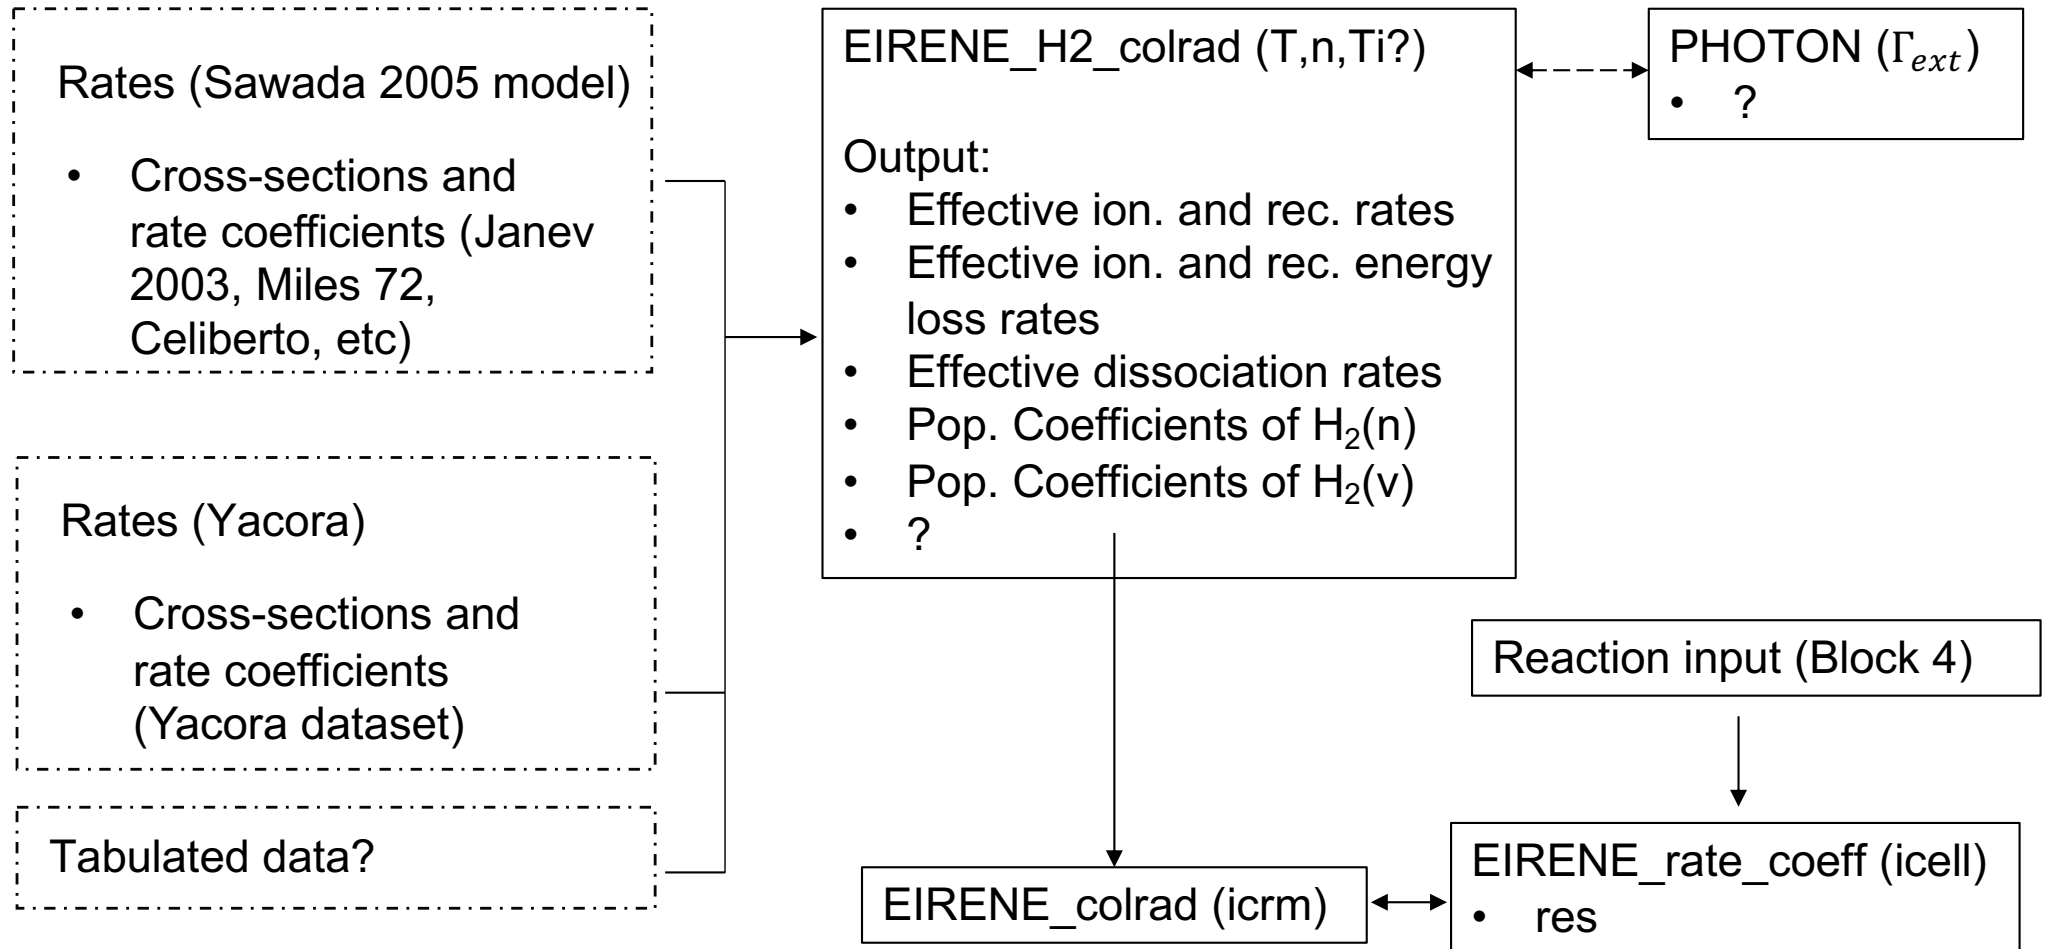 Rates (Sawada 2005 model)
• Cross-sections and
rate coefficients (Janev
2003, Miles 72,
Celiberto, etc)
Rates (Yacora)
• Cross-sections and
rate coefficients
(Yacora dataset)
Tabulated data?
EIRENE_H2_colrad (T,n,Ti?)
Output:
• Effective ion. and rec. rates
• Effective ion. and rec. energy
loss rates
• Effective dissociation rates
• Pop. Coefficients of H₂(n)
• Pop. Coefficients of H₂(v)
• ?
PHOTON (Γ𝑒𝑥𝑡)
• ?
Reaction input (Block 4)
EIRENE_colrad (icrm)
EIRENE_rate_coeff (icell)
• res